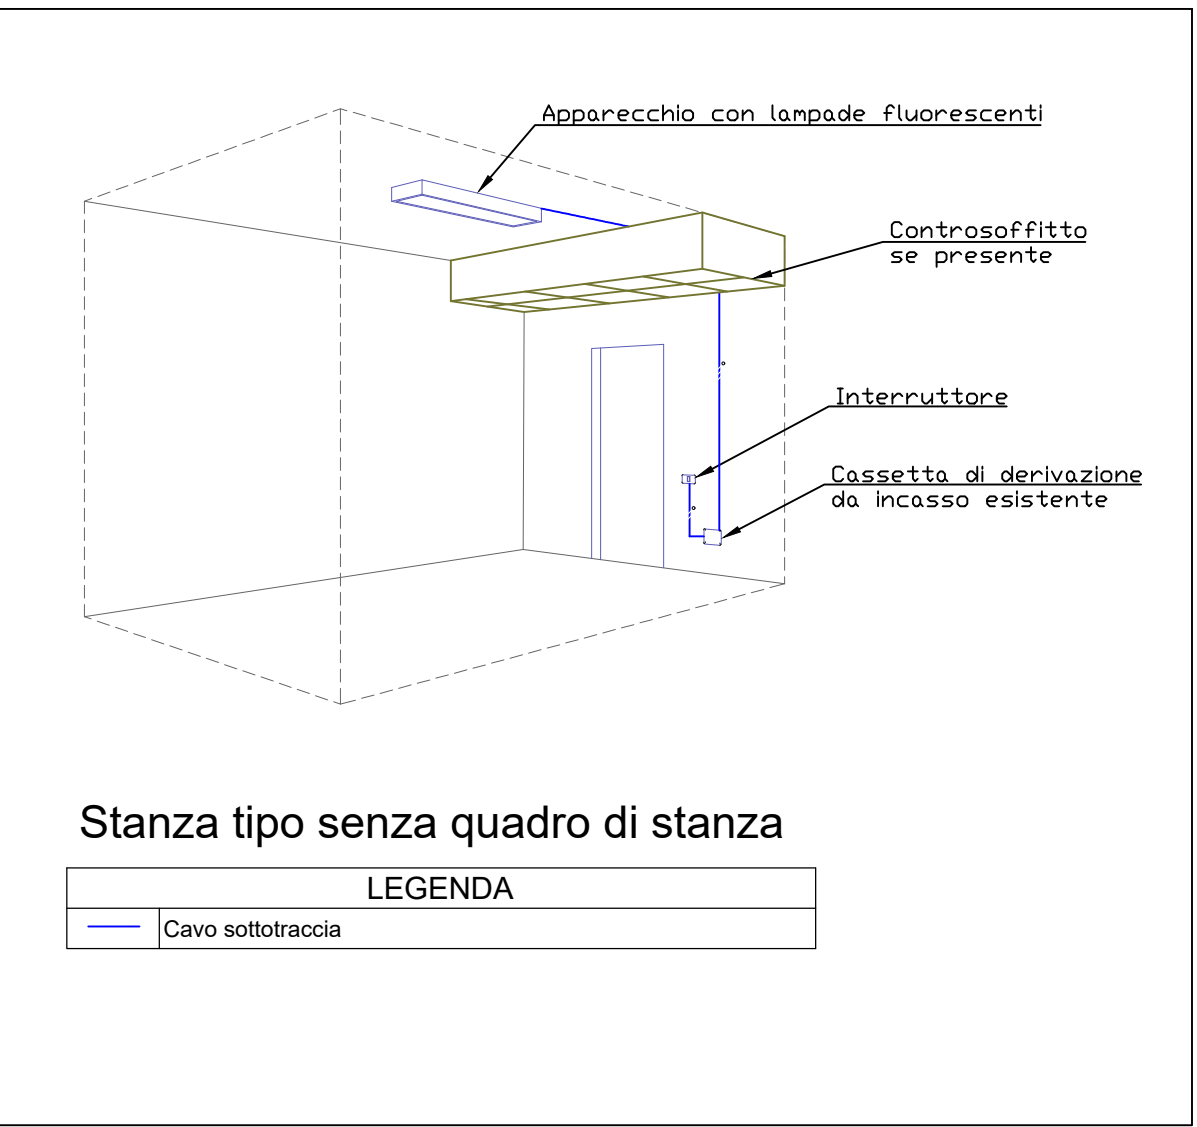 Apparecchio con lampade fluorescenti
Controsoffitto
se presente
Interruttore
Cassetta di derivazione
da incasso esistente
Stanza tipo senza quadro di stanza
LEGENDA
Cavo sottotraccia